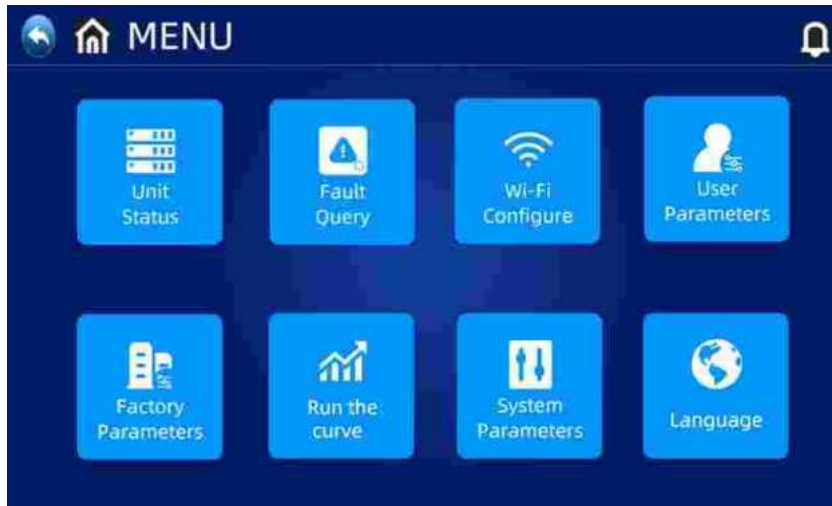 MENU
Unit
Status
Fault
Query
Wi-Fi
Configure
User
Parameters
Factory
Parameters
Run the
curve
System
Parameters
Language